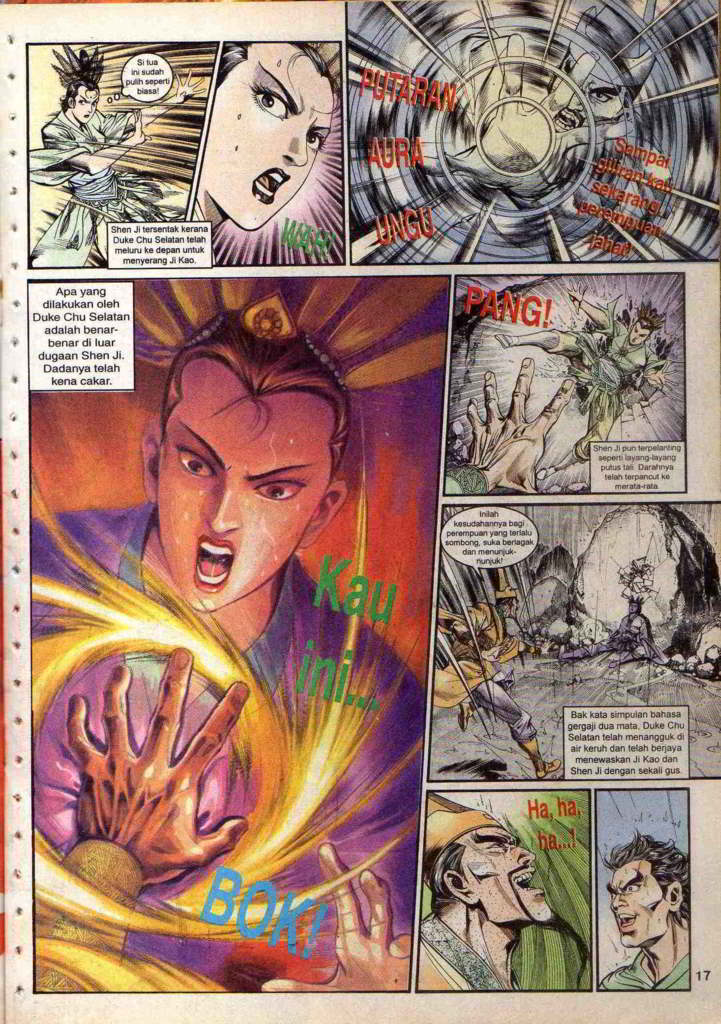 Si tua
ini sudah
pulih seperti
biasa!
Shen Ji tersentak kerana
Duke Chu Selatan telah
meluru ke depan untuk
menyerang Ji Kao.
WAH!
PUTARAN
AURA
UNGU
Sampai
giliran kau
sekarang
perempuan
jahat!
Apa yang
dilakukan oleh
Duke Chu Selatan
adalah benar-
benar di luar
dugaan Shen Ji.
Dadanya telah
kena cakar.
Kau
ini...
BOK!
PANG!
Shen Ji pun terpelanting
seperti layang-layang
putus tali. Darahnya
telah terpancut ke
merata-rata.
Inilah
kesudahannya bagi
perempuan yang terlalu
sombong, suka berlagak
dan menunjuk-
nunjuk!
Bak kata simpulan bahasa
gergaji dua mata, Duke Chu
Selatan telah menangguk di
air keruh dan telah berjaya
menewaskan Ji Kao dan
Shen Ji dengan sekali gus.
Ha, ha,
ha...!
17